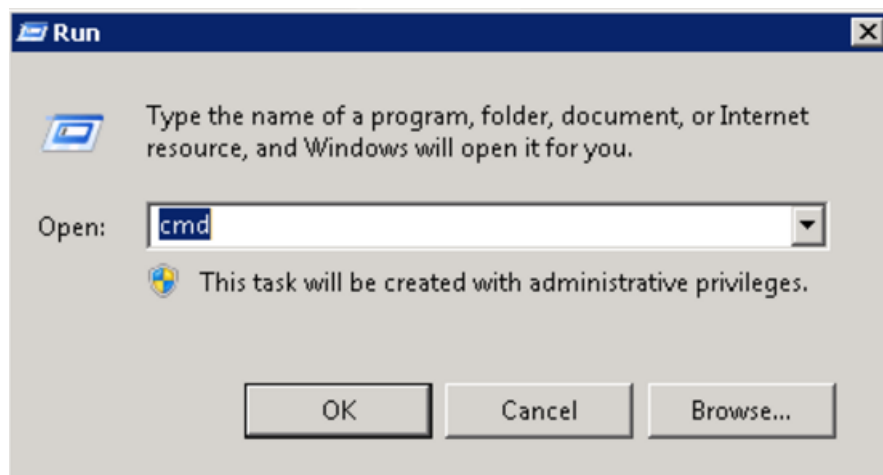 Run
Type the name of a program, folder, document, or Internet
resource, and Windows will open it for you.
Open: cmd
This task will be created with administrative privileges.
OK Cancel Browse...